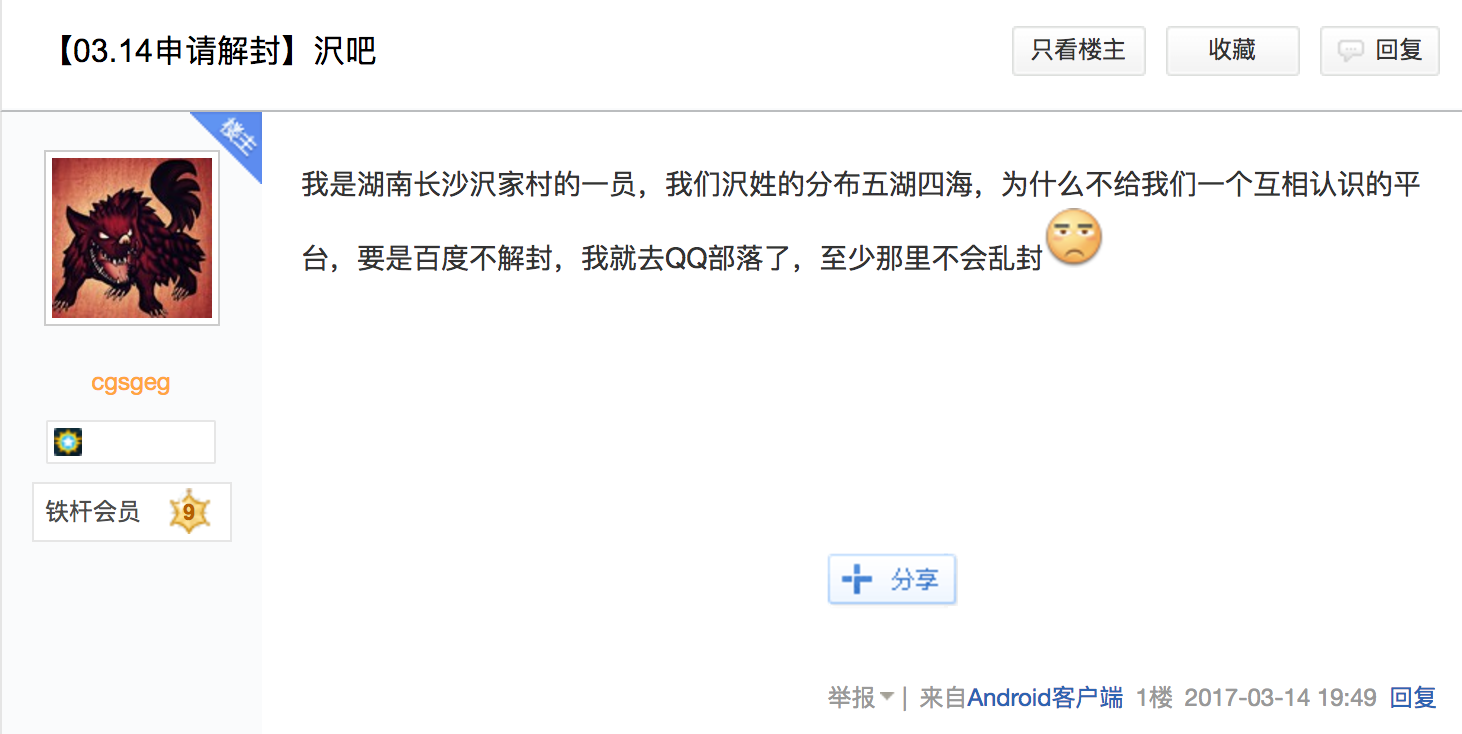 【03.14申请解封】沢吧
只看楼主
收藏
回复
楼主
我是湖南长沙沢家村的一员，我们沢姓的分布五湖四海，为什么不给我们一个互相认识的平
台，要是百度不解封，我就去QQ部落了，至少那里不会乱封
cgsgeg
铁杆会员 9
分享
举报 | 来自Android客户端 1楼 2017-03-14 19:49 回复